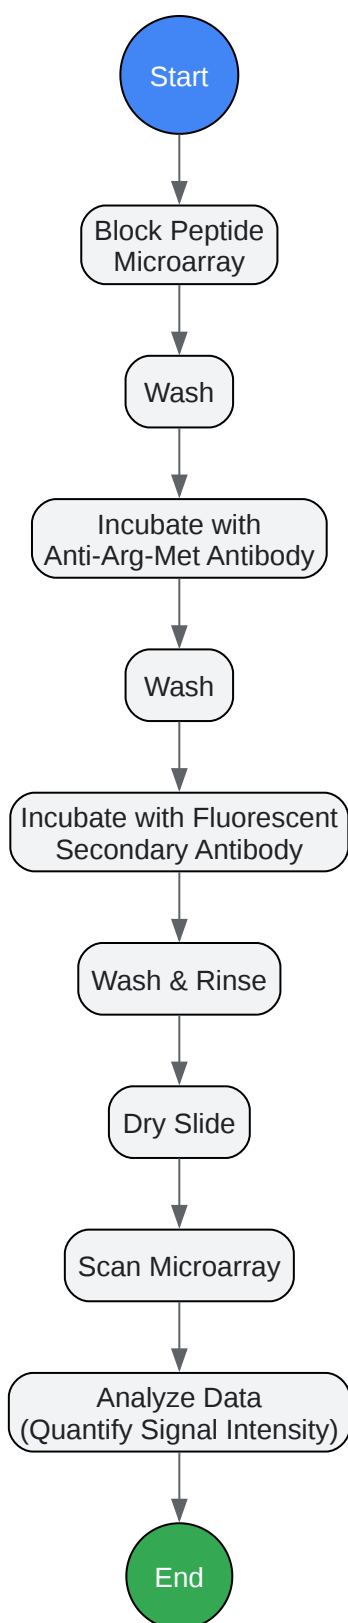 Start
Block Peptide
Microarray
Wash
Incubate with
Anti-Arg-Met Antibody
Wash
Incubate with Fluorescent
Secondary Antibody
Wash & Rinse
Dry Slide
Scan Microarray
Analyze Data
(Quantify Signal Intensity)
End